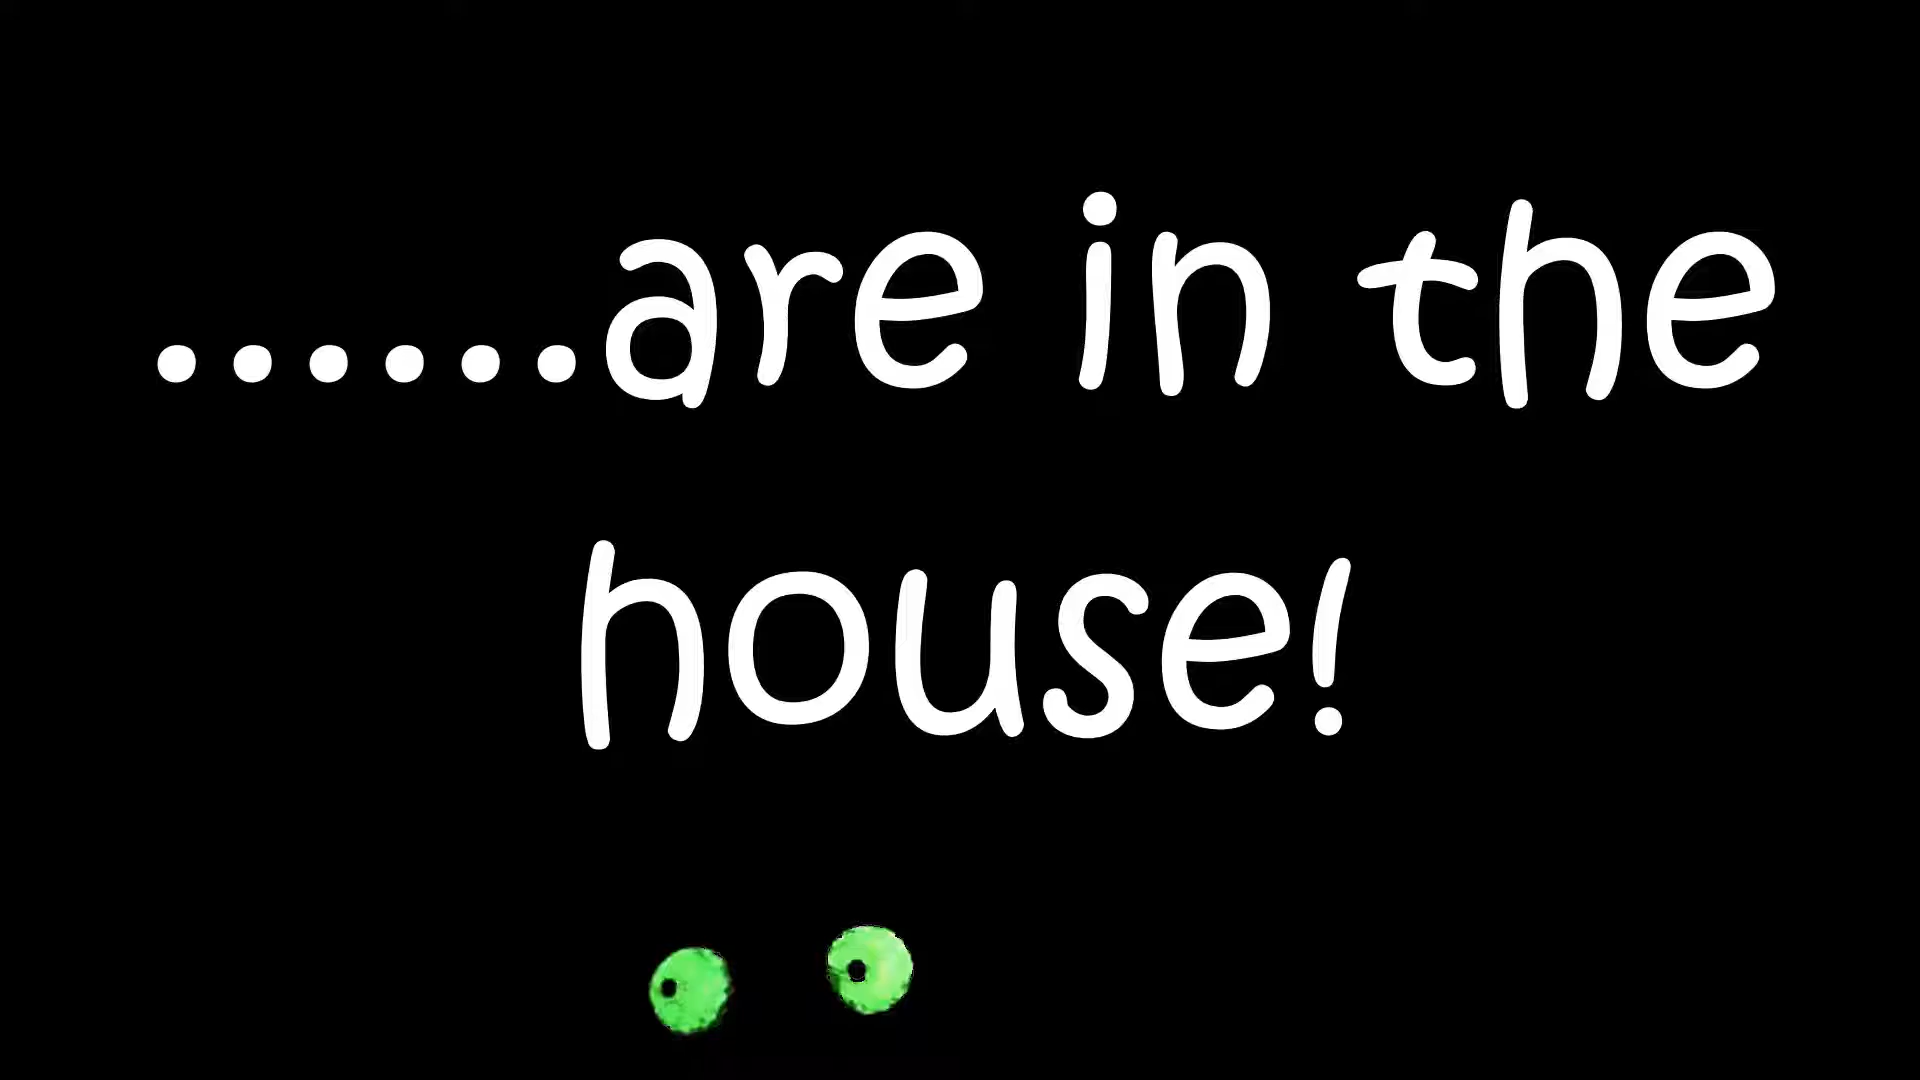 ......are in the
house!